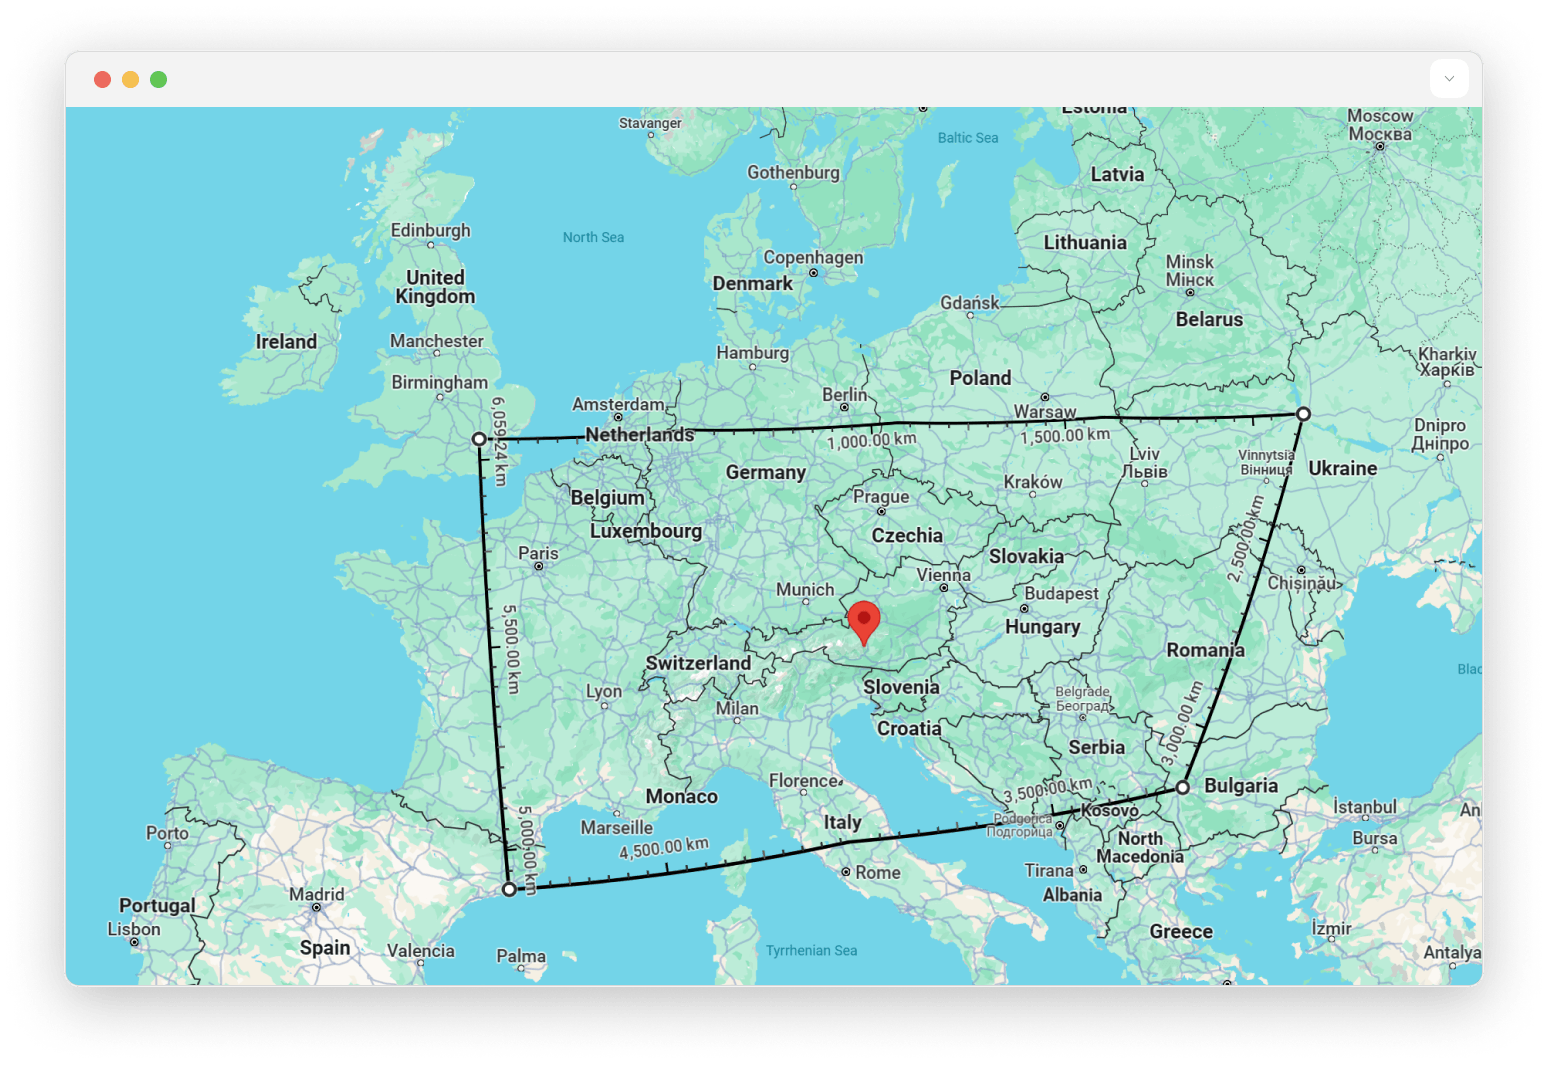 Estonia
Moscow
Москва
Stavanger
Baltic Sea
Gothenburg
Latvia
Edinburgh
North Sea
Lithuania
Copenhagen
Minsk
Мінск
United
Kingdom
Denmark
Gdańsk
Belarus
Ireland
Manchester
Hamburg
Kharkiv
Харків
Birmingham
Poland
Berlin
Amsterdam
Warsaw
6,059.24 km
Netherlands
1,000.00 km
1,500.00 km
Dnipro
Дніпро
Lviv
Львів
Vinnytsia
Вінниця
Ukraine
Germany
Kraków
Prague
Belgium
Luxembourg
Czechia
2,500.00 km
Paris
Slovakia
Vienna
Chișinău
Munich
Budapest
Hungary
5,500.00 km
Romania
Switzerland
Blac
Lyon
Slovenia
Belgrade
Београд
Milan
Croatia
3,000.00 km
Serbia
Florence
Monaco
3,500.00 km
Bulgaria
İstanbul
An
Kosovo
Porto
Marseille
Italy
Podgorica
Подгорица
North
Macedonia
Bursa
5,000.00 km
4,500.00 km
Rome
Tirana
Madrid
Albania
Portugal
Lisbon
Spain
Valencia
Palma
Tyrrhenian Sea
Greece
İzmir
Antalya